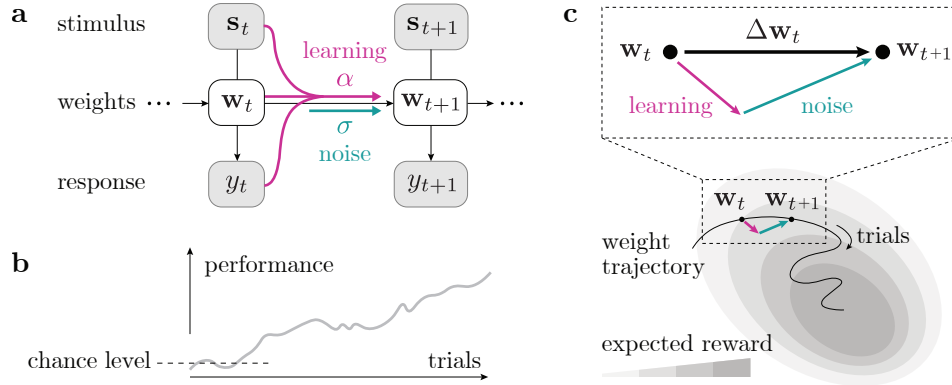 a
stimulus
s_t
s_{t+1}
learning
α
weights
...
w_t
w_{t+1}
...
σ
noise
response
y_t
y_{t+1}
b
performance
chance level
trials
c
Δw_t
w_t
w_{t+1}
learning
noise
w_t
w_{t+1}
weight
trajectory
trials
expected reward